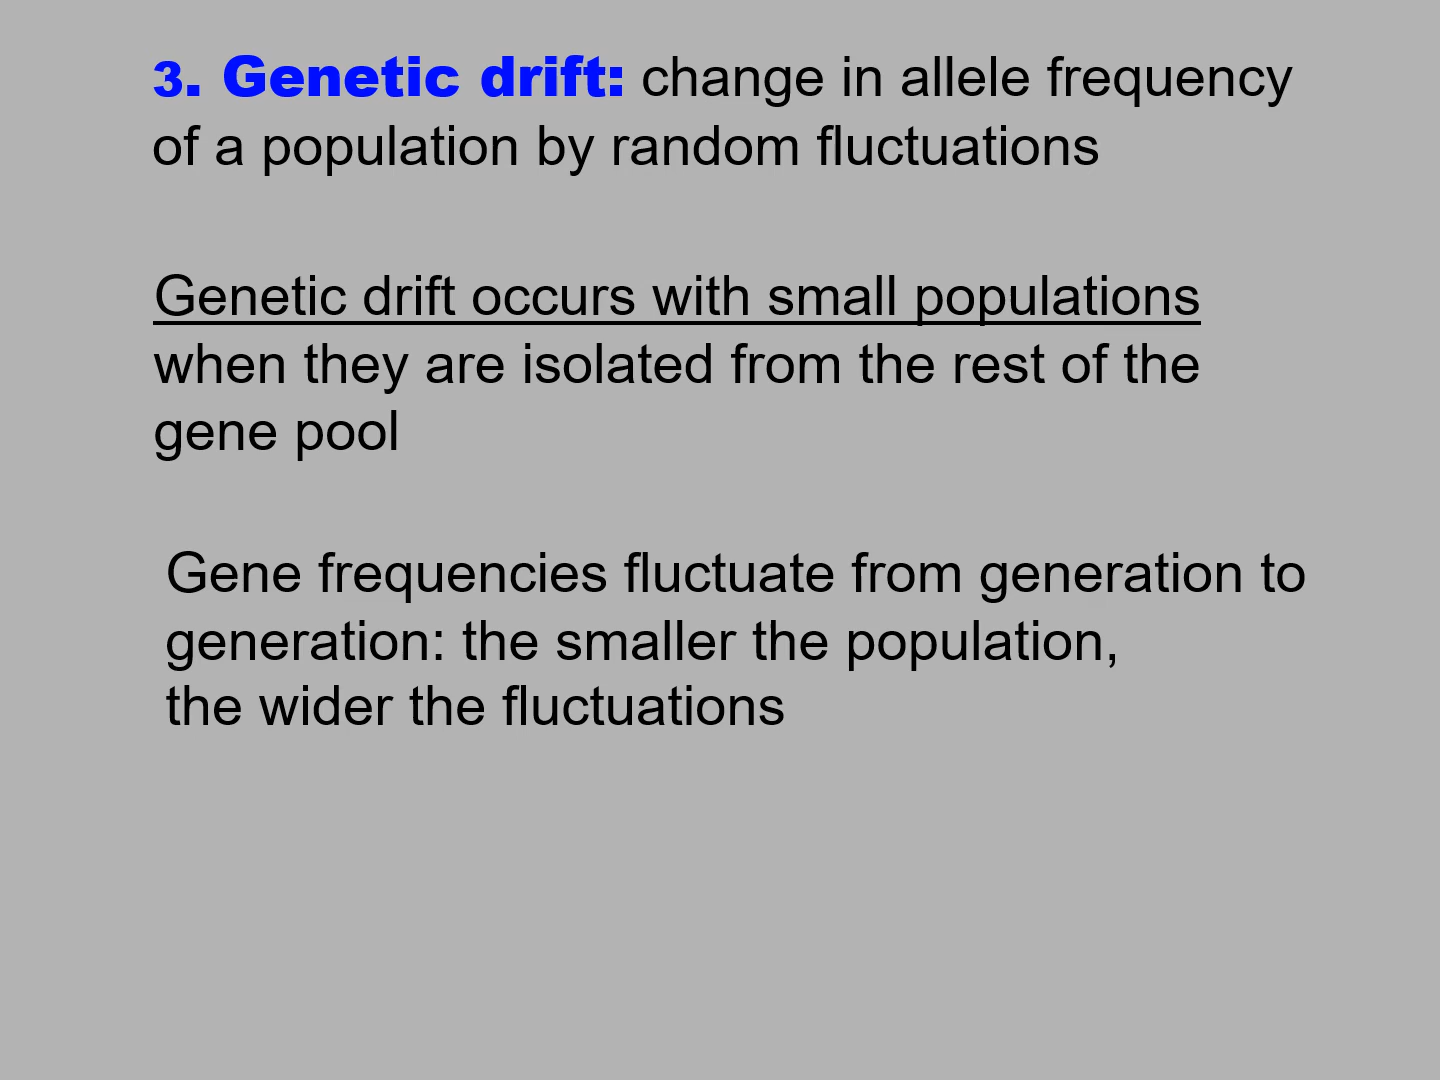 3. Genetic drift: change in allele frequency
of a population by random fluctuations
Genetic drift occurs with small populations
when they are isolated from the rest of the
gene pool
Gene frequencies fluctuate from generation to
generation: the smaller the population,
the wider the fluctuations